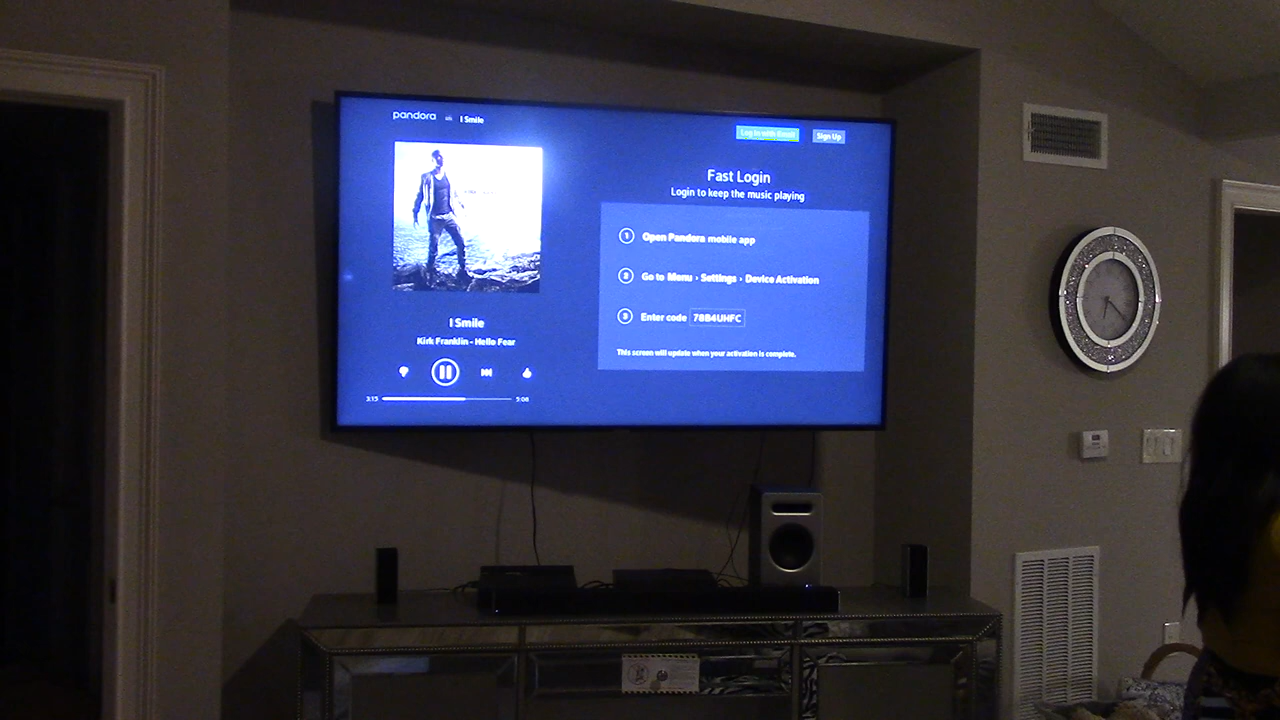 pandora I Smile
Log In with Email Sign Up
Fast Login
Login to keep the music playing
1 Open Pandora mobile app
2 Go to Menu › Settings › Device Activation
3 Enter code 78B4UHFC
This screen will update when your activation is complete.
I Smile
Kirk Franklin - Hello Fear
3:15 5:08